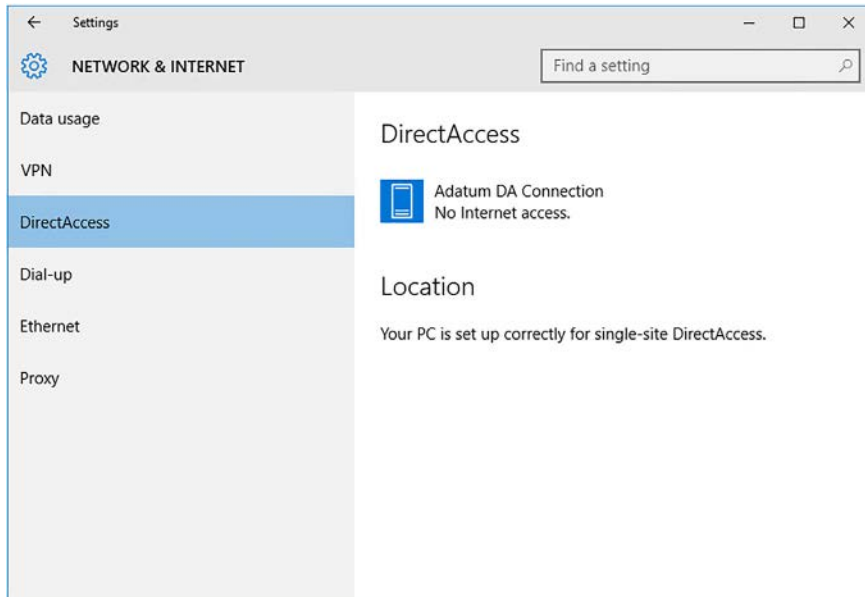 Settings
NETWORK & INTERNET
Find a setting
Data usage
VPN
DirectAccess
Dial-up
Ethernet
Proxy
DirectAccess
Adatum DA Connection
No Internet access.
Location
Your PC is set up correctly for single-site DirectAccess.